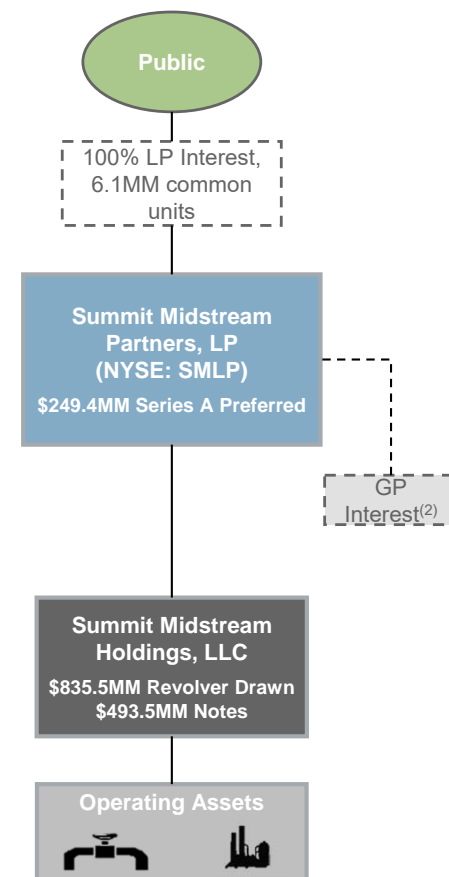 Public
100% LP Interest,
6.1MM common
units
Summit Midstream
Partners, LP
(NYSE: SMLP)
$249.4MM Series A Preferred
GP
Interest(2)
Summit Midstream
Holdings, LLC
$835.5MM Revolver Drawn
$493.5MM Notes
Operating Assets